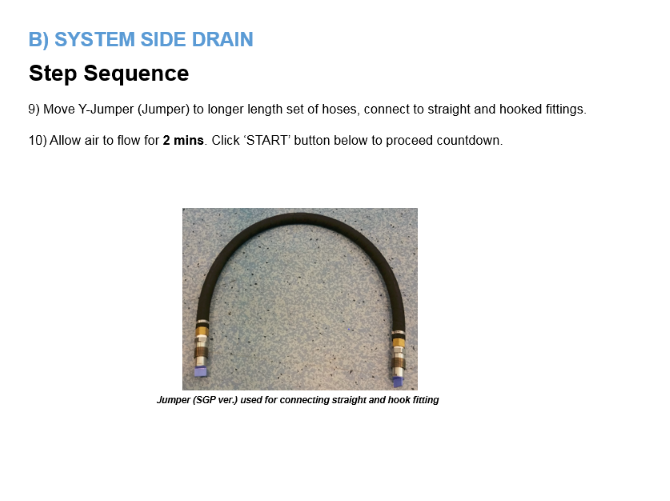 B) SYSTEM SIDE DRAIN
Step Sequence
9) Move Y-Jumper (Jumper) to longer length set of hoses, connect to straight and hooked fittings.
10) Allow air to flow for 2 mins. Click ‘START’ button below to proceed countdown.
Jumper (SGP ver.) used for connecting straight and hook fitting